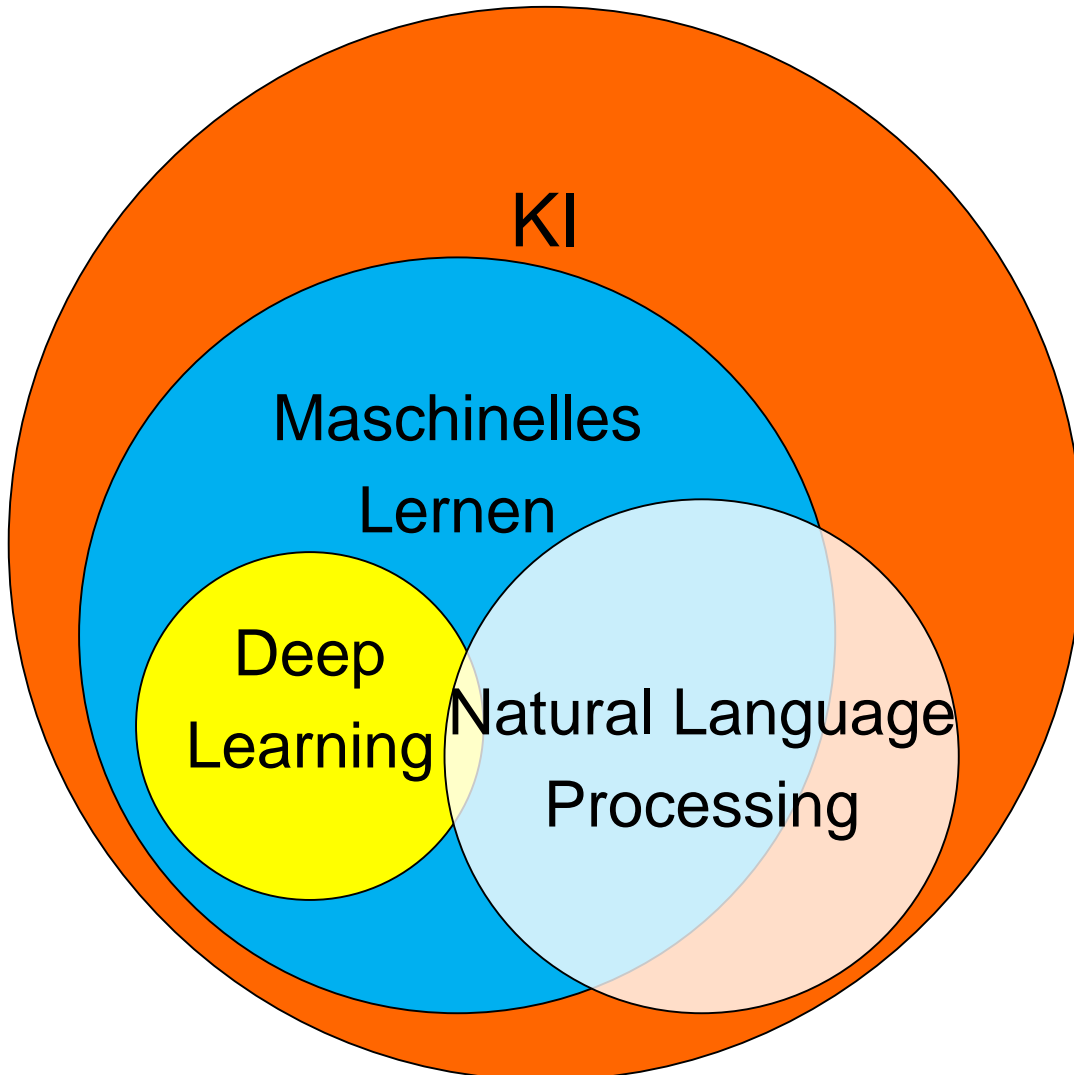 KI
Maschinelles
Lernen
Deep
Learning
Natural Language
Processing